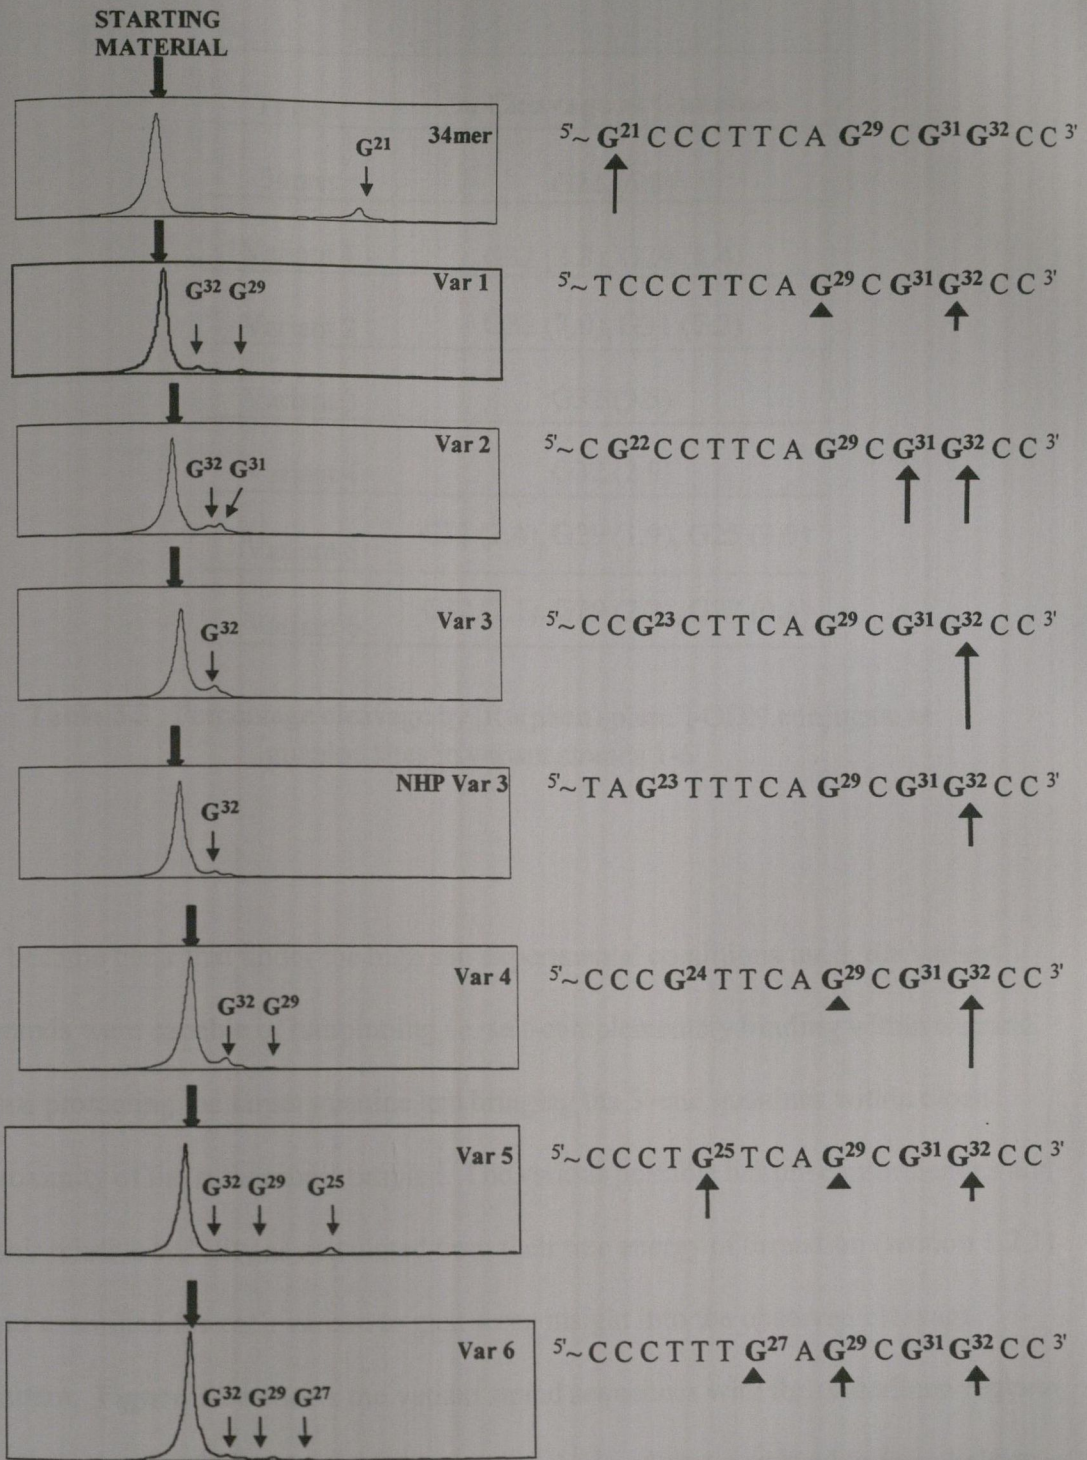 STARTING
MATERIAL
34mer
G²¹
5'~ G²¹ C C C T T C A G²⁹ C G³¹ G³² C C 3'
Var 1
G³² G²⁹
5'~ T C C C T T C A G²⁹ C G³¹ G³² C C 3'
Var 2
G³² G³¹
5'~ C G²² C C T T C A G²⁹ C G³¹ G³² C C 3'
Var 3
G³²
5'~ C C G²³ C T T C A G²⁹ C G³¹ G³² C C 3'
NHP Var 3
G³²
5'~ T A G²³ T T T C A G²⁹ C G³¹ G³² C C 3'
Var 4
G³² G²⁹
5'~ C C C G²⁴ T T C A G²⁹ C G³¹ G³² C C 3'
Var 5
G³² G²⁹ G²⁵
5'~ C C C T G²⁵ T C A G²⁹ C G³¹ G³² C C 3'
Var 6
G³² G²⁹ G²⁷
5'~ C C C T T T G²⁷ A G²⁹ C G³¹ G³² C C 3'